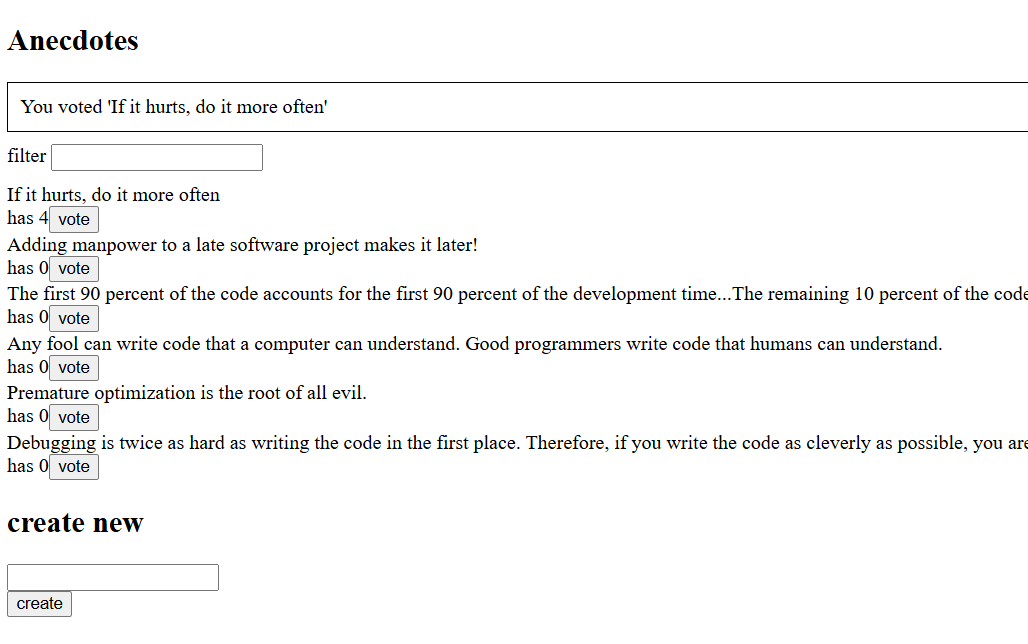 Anecdotes
You voted 'If it hurts, do it more often'
filter
If it hurts, do it more often
has 4 vote
Adding manpower to a late software project makes it later!
has 0 vote
The first 90 percent of the code accounts for the first 90 percent of the development time...The remaining 10 percent of the code
has 0 vote
Any fool can write code that a computer can understand. Good programmers write code that humans can understand.
has 0 vote
Premature optimization is the root of all evil.
has 0 vote
Debugging is twice as hard as writing the code in the first place. Therefore, if you write the code as cleverly as possible, you are
has 0 vote
create new
create